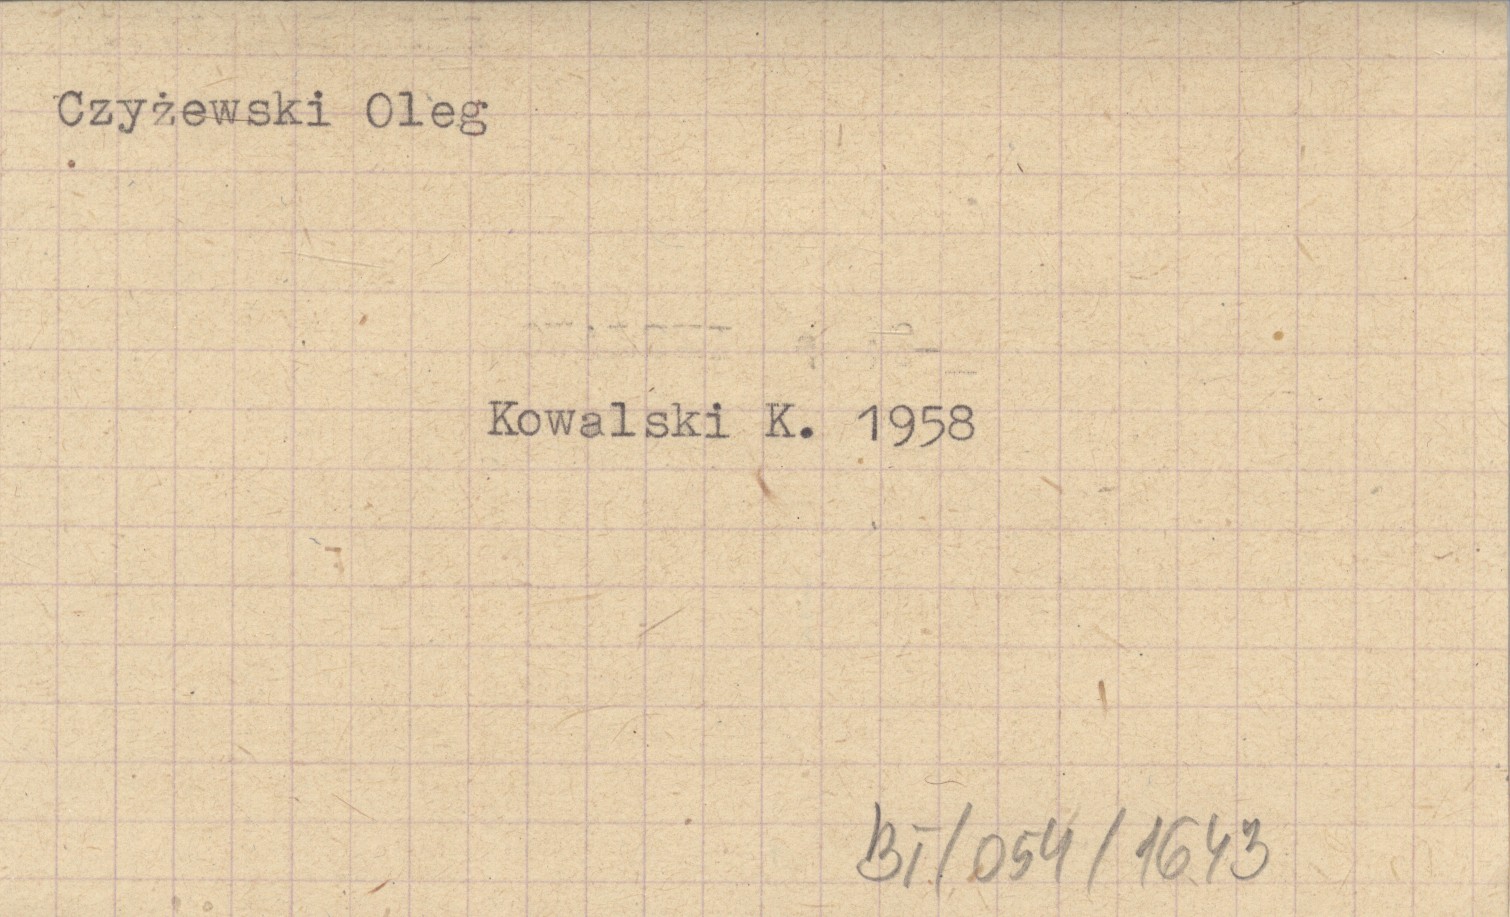 Czyżewski Oleg
Kowalski K. 1958
BI/054/1643